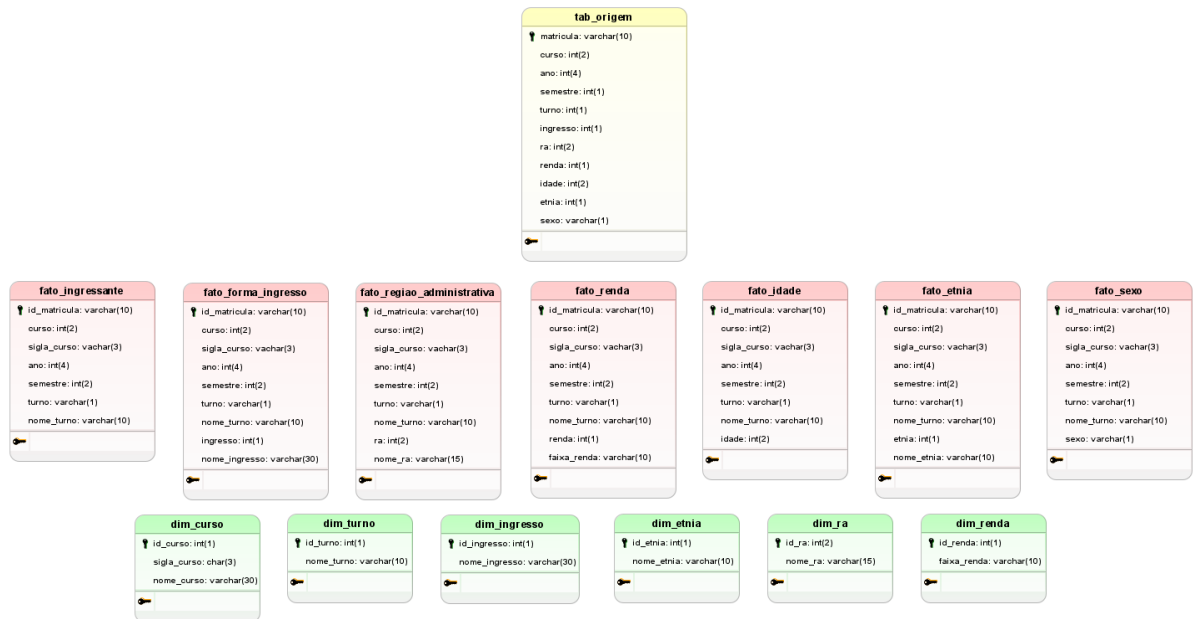 tab_origem
matricula: varchar(10)
curso: int(2)
ano: int(4)
semestre: int(1)
turno: int(1)
ingresso: int(1)
ra: int(2)
renda: int(1)
idade: int(2)
etnia: int(1)
sexo: varchar(1)
fato_ingressante
id_matricula: varchar(10)
curso: int(2)
sigla_curso: vachar(3)
ano: int(4)
semestre: int(2)
turno: varchar(1)
nome_turno: varchar(10)
fato_forma_ingresso
id_matricula: varchar(10)
curso: int(2)
sigla_curso: vachar(3)
ano: int(4)
semestre: int(2)
turno: varchar(1)
nome_turno: varchar(10)
ingresso: int(1)
nome_ingresso: varchar(30)
fato_regiao_administrativa
id_matricula: varchar(10)
curso: int(2)
sigla_curso: vachar(3)
ano: int(4)
semestre: int(2)
turno: varchar(1)
nome_turno: varchar(10)
ra: int(2)
nome_ra: varchar(15)
fato_renda
id_matricula: varchar(10)
curso: int(2)
sigla_curso: vachar(3)
ano: int(4)
semestre: int(2)
turno: varchar(1)
nome_turno: varchar(10)
renda: int(1)
faixa_renda: varchar(10)
fato_idade
id_matricula: varchar(10)
curso: int(2)
sigla_curso: vachar(3)
ano: int(4)
semestre: int(2)
turno: varchar(1)
nome_turno: varchar(10)
idade: int(2)
fato_etnia
id_matricula: varchar(10)
curso: int(2)
sigla_curso: vachar(3)
ano: int(4)
semestre: int(2)
turno: varchar(1)
nome_turno: varchar(10)
etnia: int(1)
nome_etnia: varchar(10)
fato_sexo
id_matricula: varchar(10)
curso: int(2)
sigla_curso: vachar(3)
ano: int(4)
semestre: int(2)
turno: varchar(1)
nome_turno: varchar(10)
sexo: varchar(1)
dim_curso
id_curso: int(1)
sigla_curso: char(3)
nome_curso: varchar(30)
dim_turno
id_turno: int(1)
nome_turno: varchar(10)
dim_ingresso
id_ingresso: int(1)
nome_ingresso: varchar(30)
dim_etnia
id_etnia: int(1)
nome_etnia: varchar(10)
dim_ra
id_ra: int(2)
nome_ra: varchar(15)
dim_renda
id_renda: int(1)
faixa_renda: varchar(10)